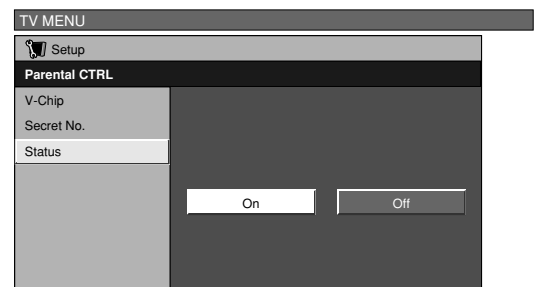 TV MENU
Setup
Parental CTRL
V-Chip
Secret No.
Status
On Off